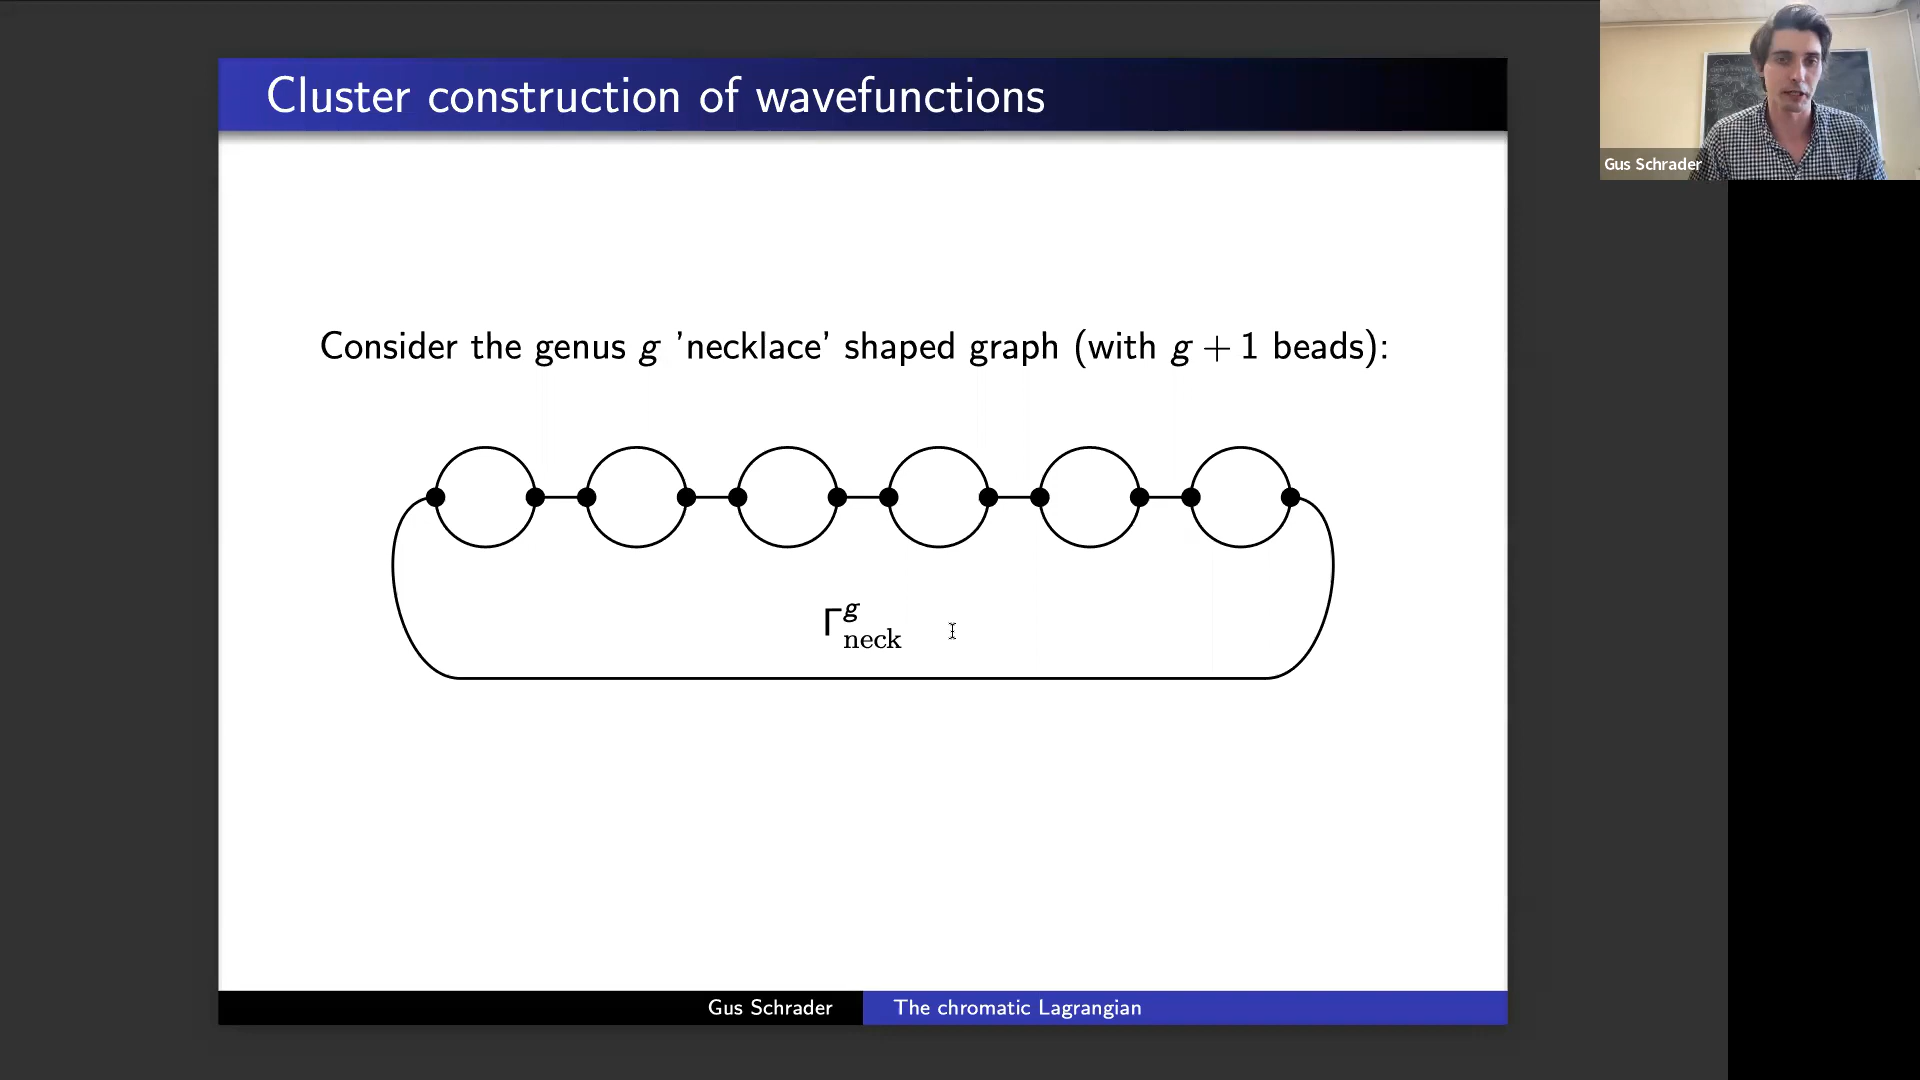 Cluster construction of wavefunctions
Gus Schrader
Consider the genus g 'necklace' shaped graph (with g + 1 beads):
Γ^g_neck
Gus Schrader
The chromatic Lagrangian